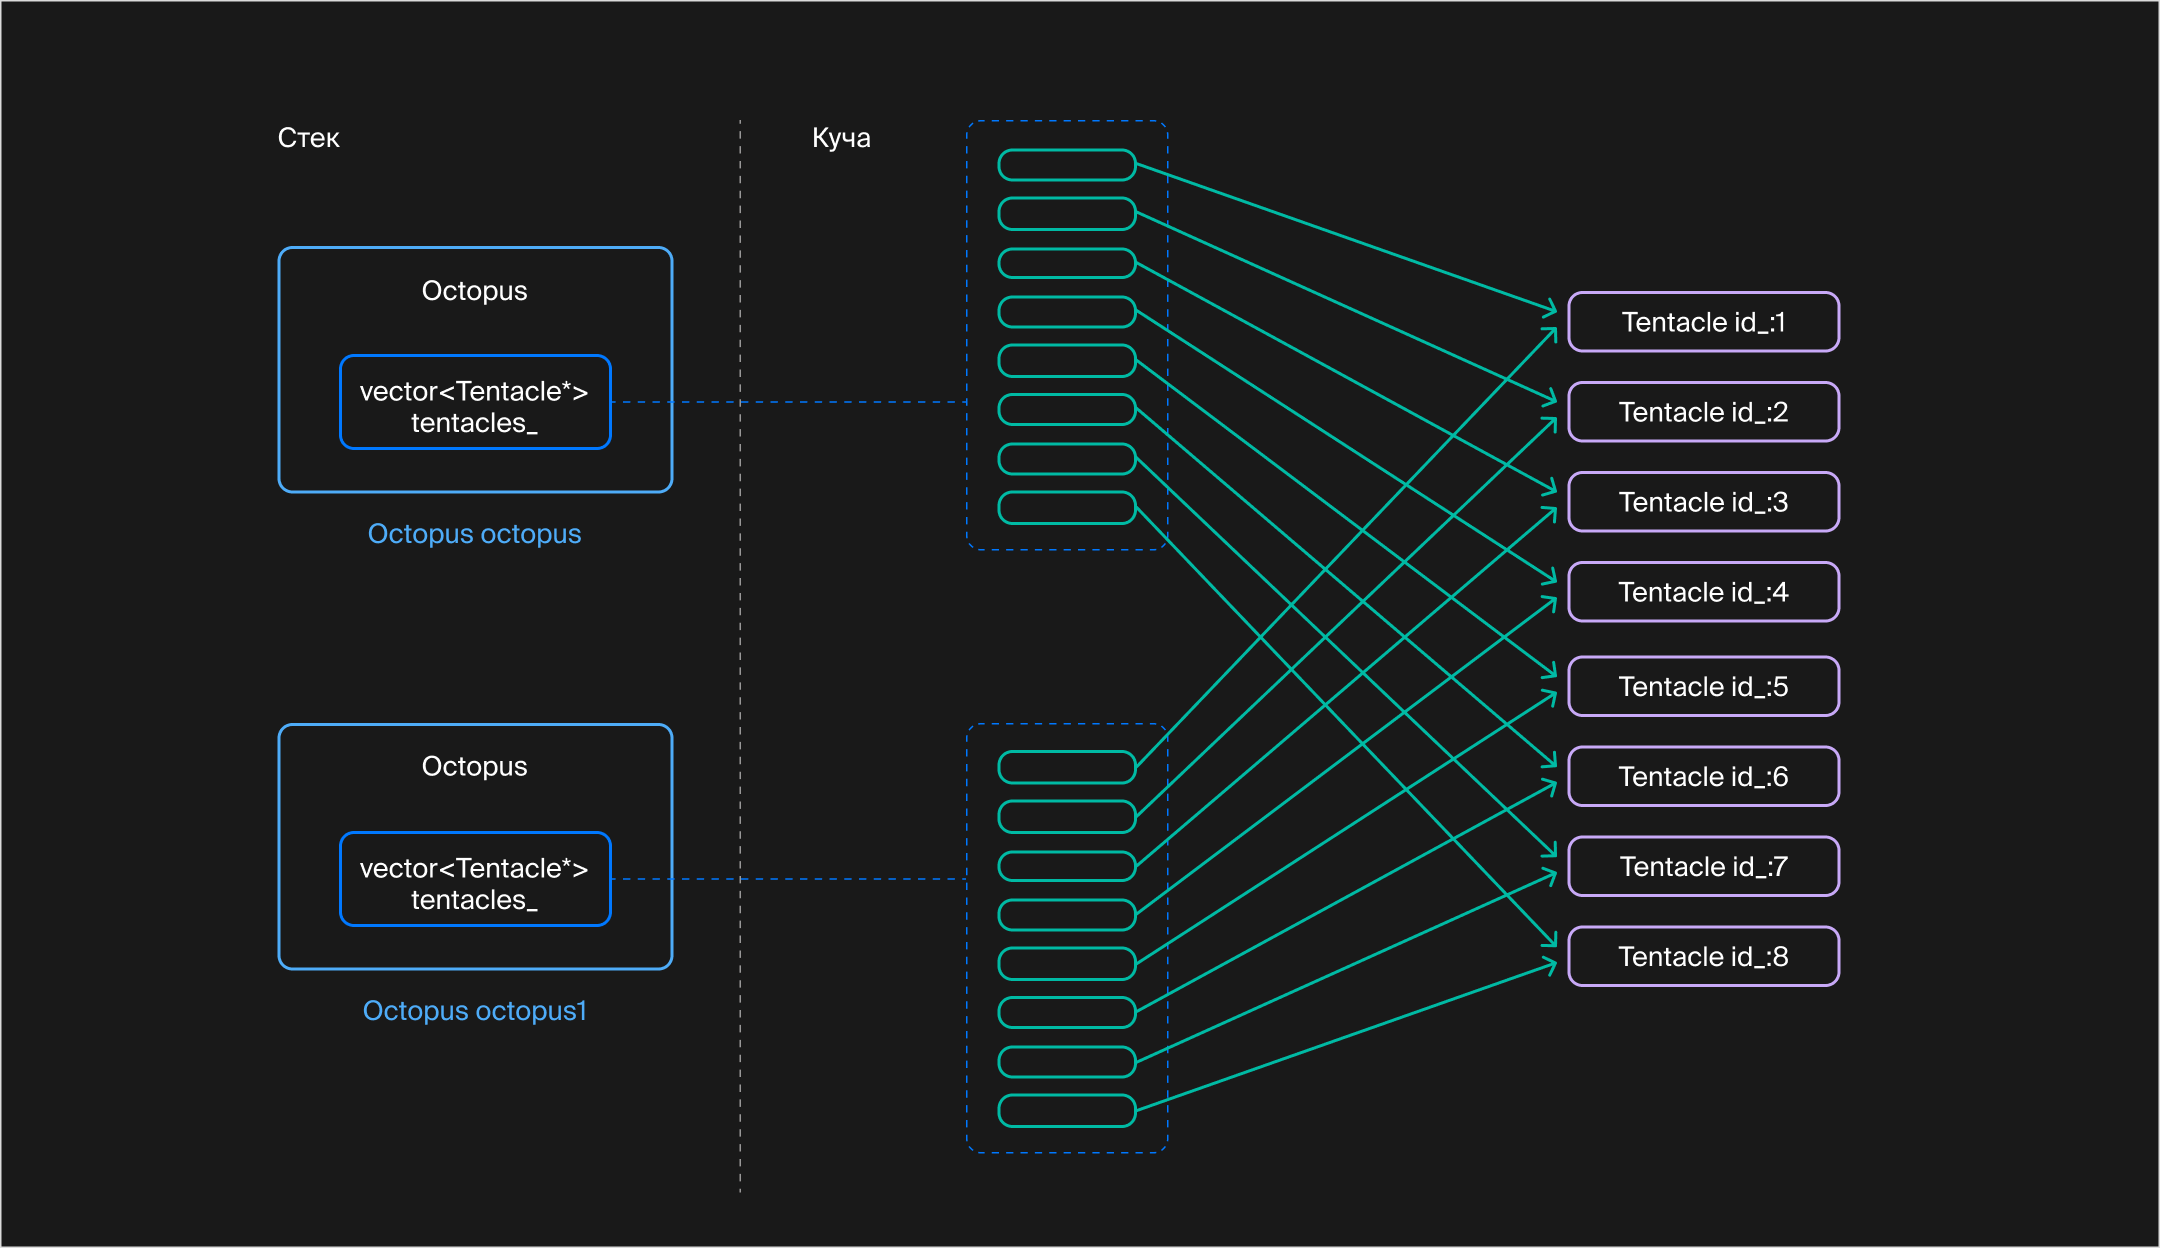 Стек
Куча
Octopus
vector<Tentacle*>
tentacles_
Octopus octopus
Octopus
vector<Tentacle*>
tentacles_
Octopus octopus1
Tentacle id_:1
Tentacle id_:2
Tentacle id_:3
Tentacle id_:4
Tentacle id_:5
Tentacle id_:6
Tentacle id_:7
Tentacle id_:8